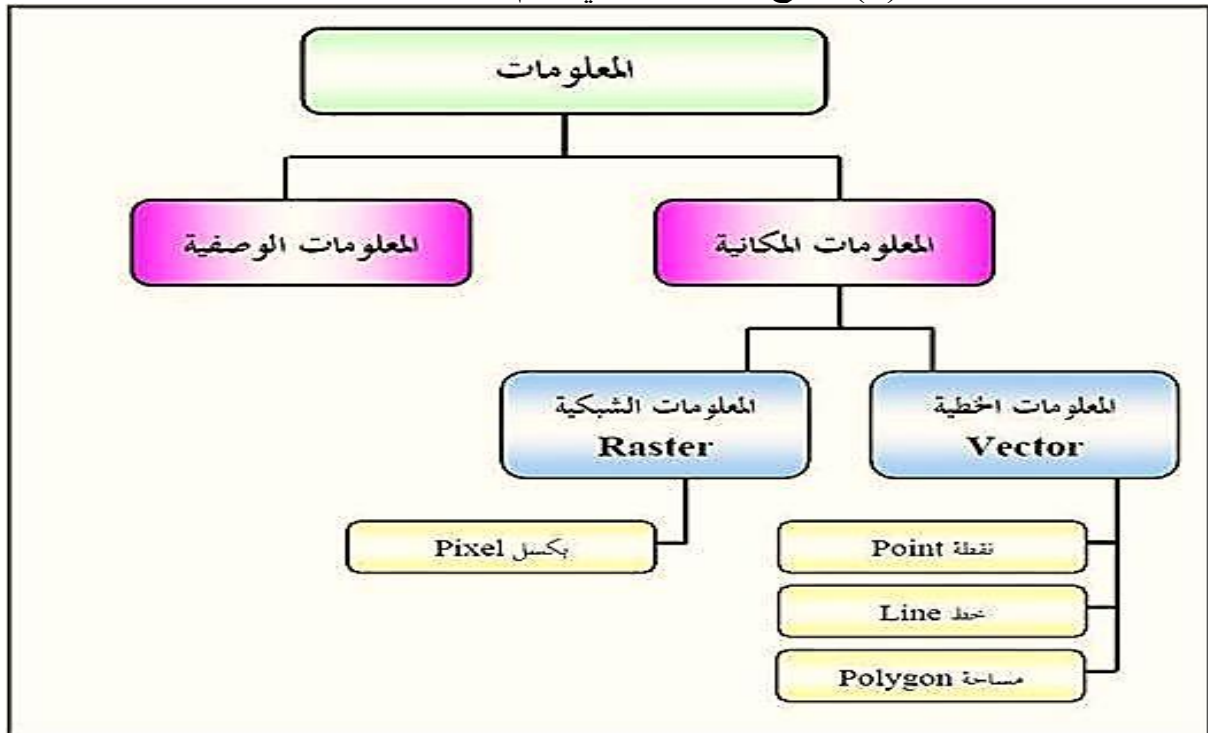 المعلومات
المعلومات المكانية
المعلومات الوصفية
المعلومات الخطية
Vector
المعلومات الشبكية
Raster
نقطة Point
خط Line
مساحة Polygon
بكسل Pixel